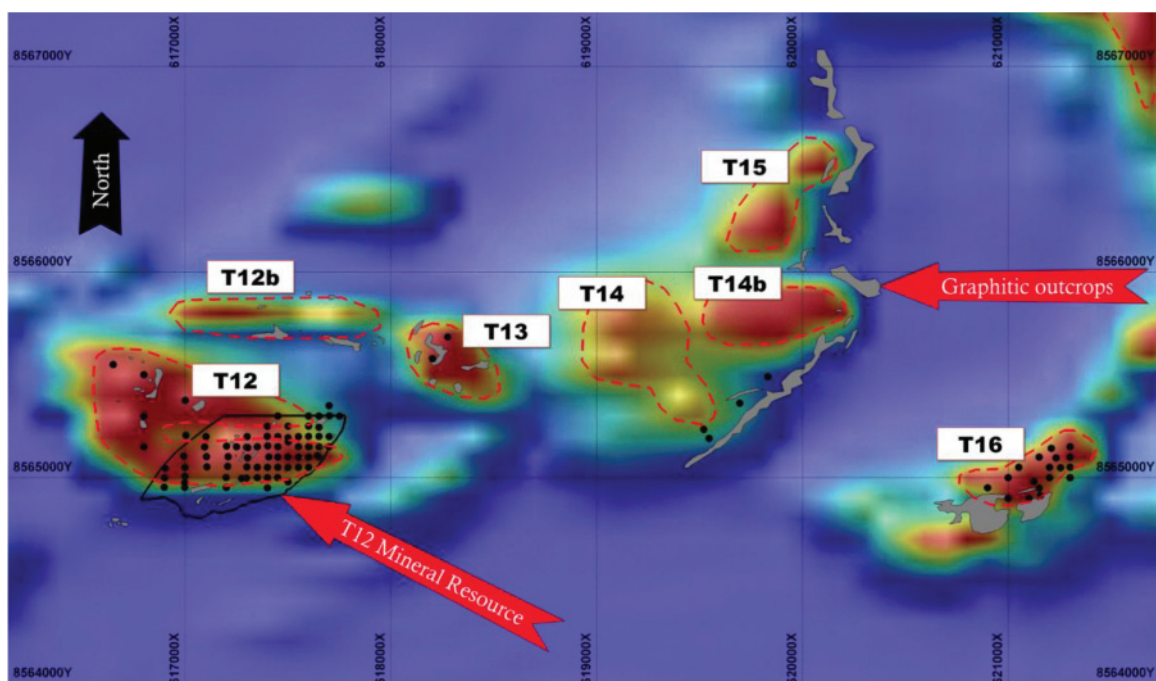 617000X
618000X
619000X
620000X
621000X
8567000Y
8567000Y
North
T15
8566000Y
8566000Y
T12b
T14
T14b
Graphitic outcrops
T13
T12
T16
8565000Y
8565000Y
T12 Mineral Resource
617000X
618000X
619000X
620000X
621000X
8564000Y
8564000Y